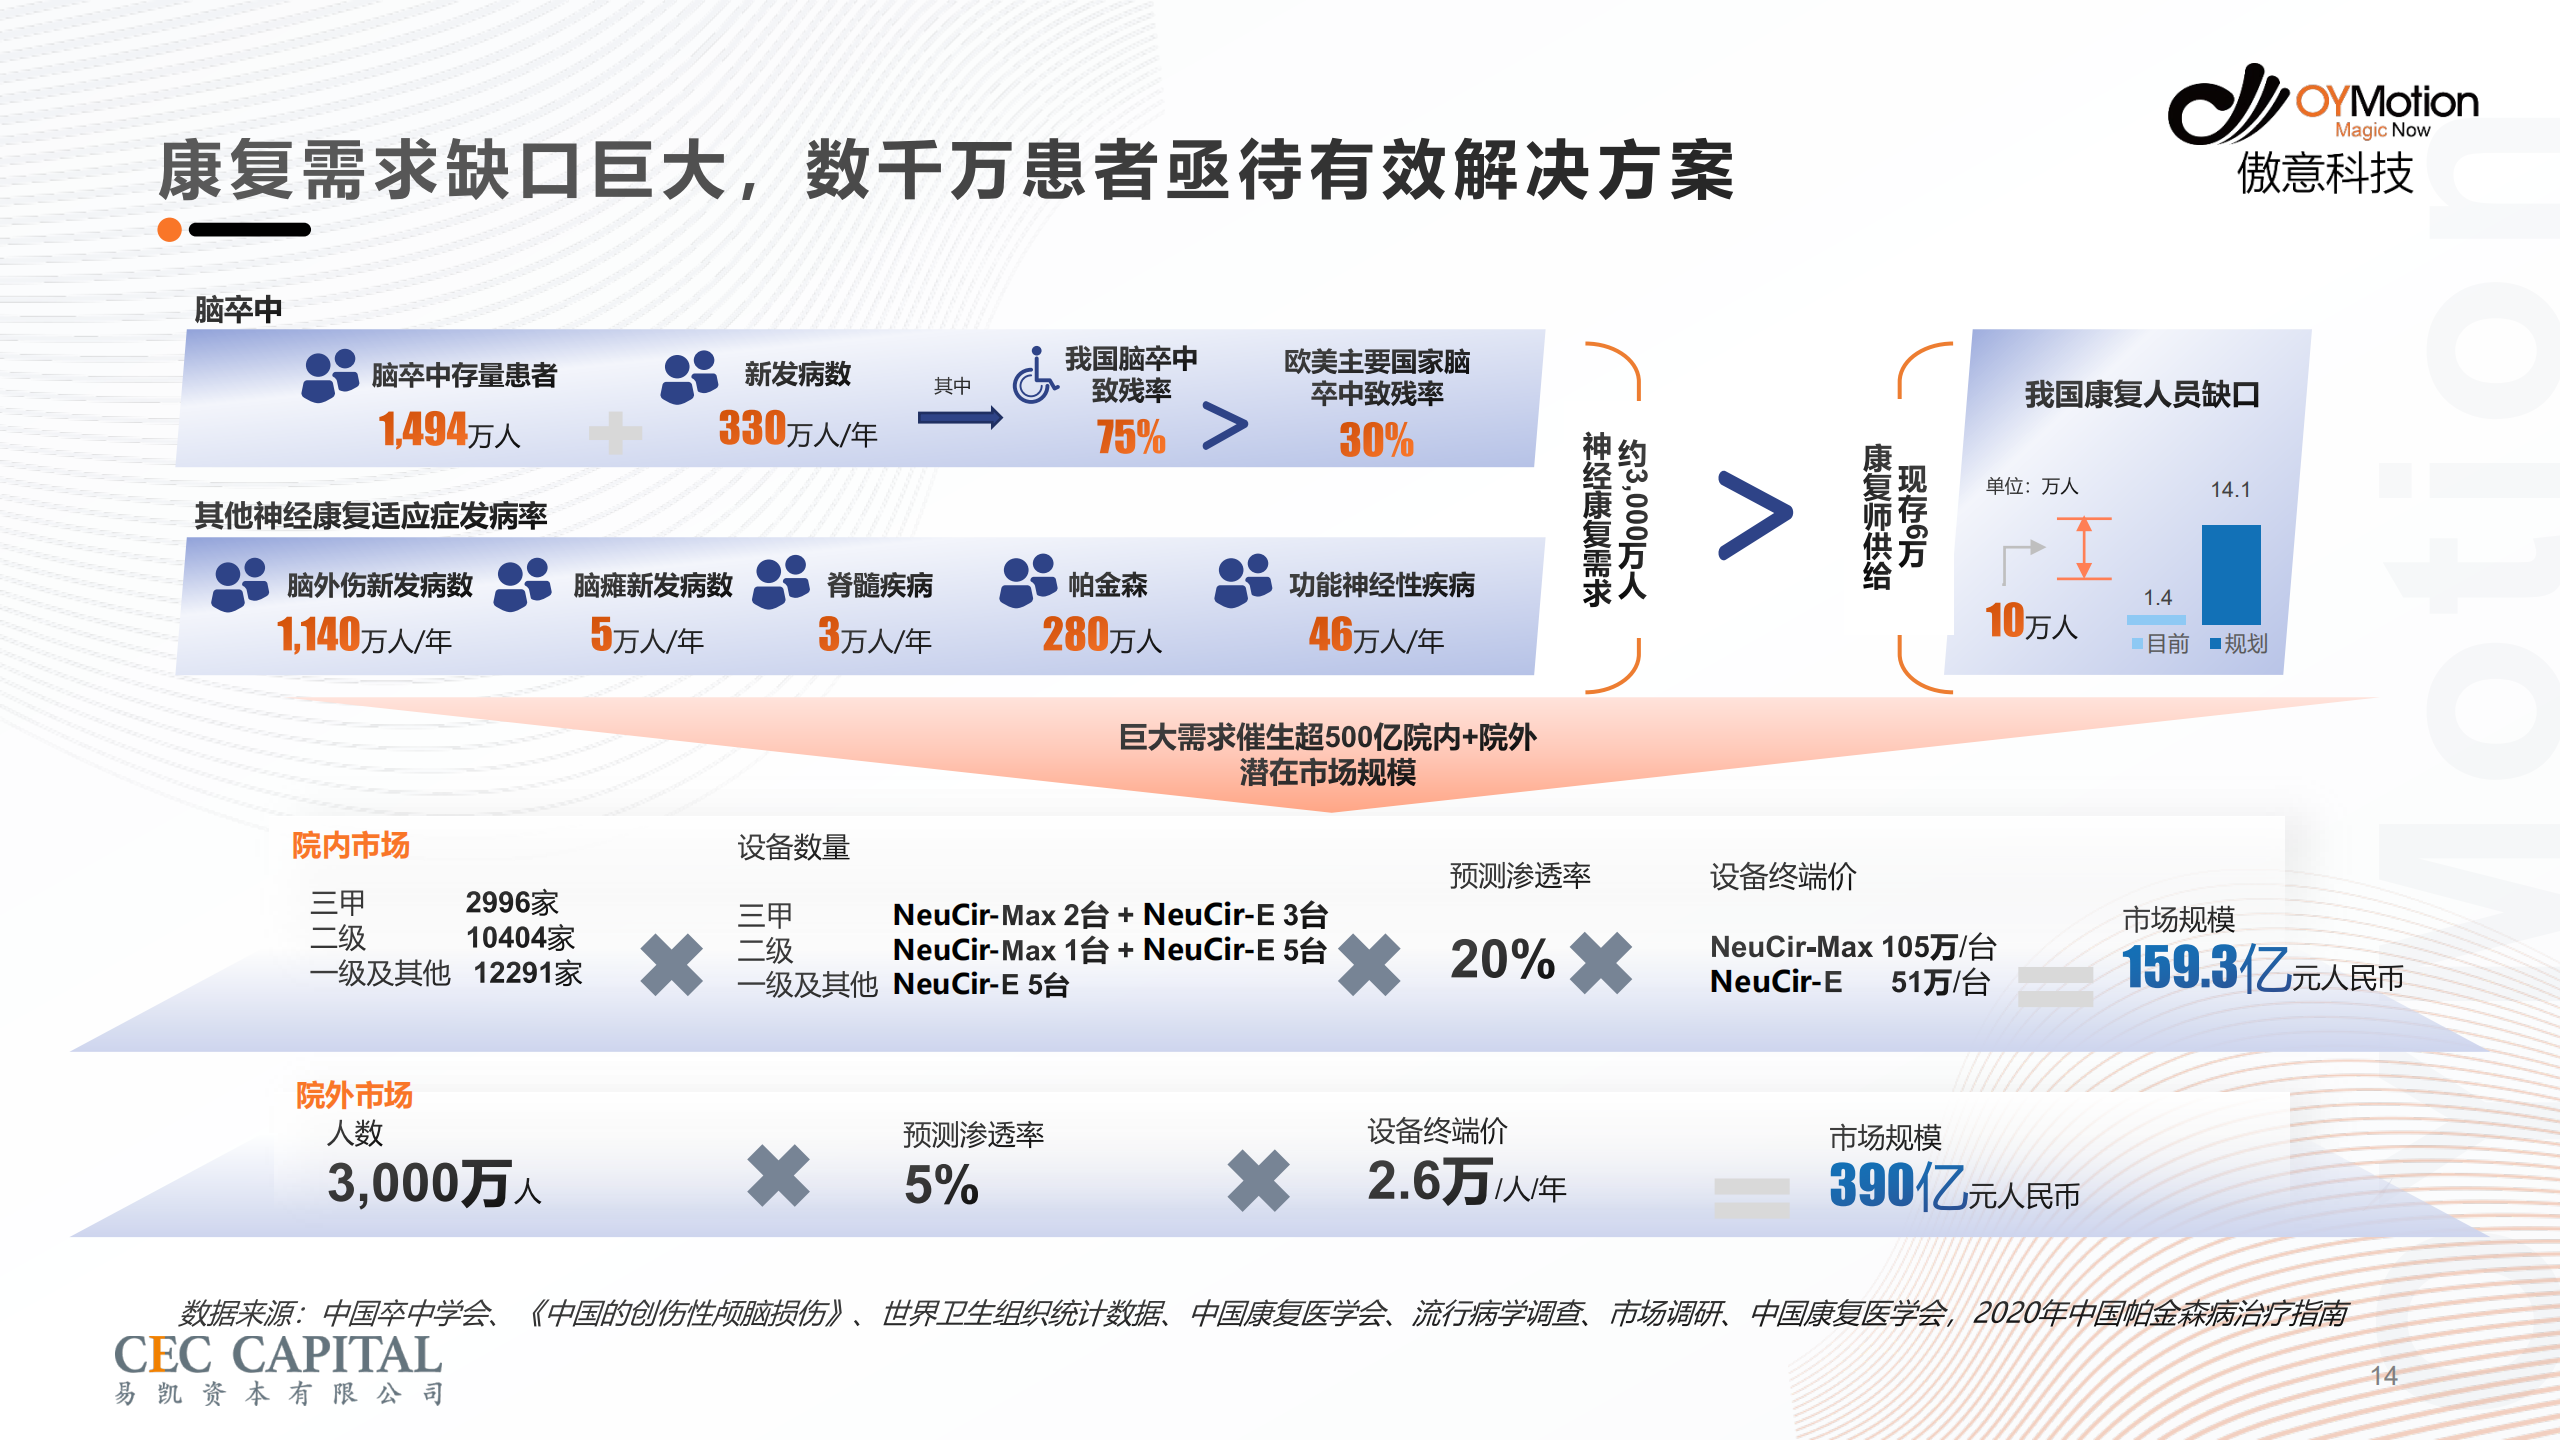 康复需求缺口巨大，数千万患者亟待有效解决方案
OYMotion
Magic Now
傲意科技
脑卒中
脑卒中存量患者
1,494万人
新发病数
330万人/年
其中
我国脑卒中
致残率
75%
>
欧美主要国家脑
卒中致残率
30%
其他神经康复适应症发病率
脑外伤新发病数
1,140万人/年
脑瘫新发病数
5万人/年
脊髓疾病
3万人/年
帕金森
280万人
功能神经性疾病
46万人/年
约3,000万人
神经康复需求
>
现存6万
康复师供给
我国康复人员缺口
单位：万人
14.1
1.4
10万人
目前
规划
巨大需求催生超500亿院内+院外
潜在市场规模
院内市场
三甲 2996家
二级 10404家
一级及其他 12291家
设备数量
三甲 NeuCir-Max 2台 + NeuCir-E 3台
二级 NeuCir-Max 1台 + NeuCir-E 5台
一级及其他 NeuCir-E 5台
预测渗透率
20%
设备终端价
NeuCir-Max 105万/台
NeuCir-E 51万/台
市场规模
159.3亿元人民币
院外市场
人数
3,000万人
预测渗透率
5%
设备终端价
2.6万/人/年
市场规模
390亿元人民币
数据来源：中国卒中学会、《中国的创伤性颅脑损伤》、世界卫生组织统计数据、中国康复医学会、流行病学调查、市场调研、中国康复医学会，2020年中国帕金森病治疗指南
CEC CAPITAL
易凯资本有限公司
14
Motion